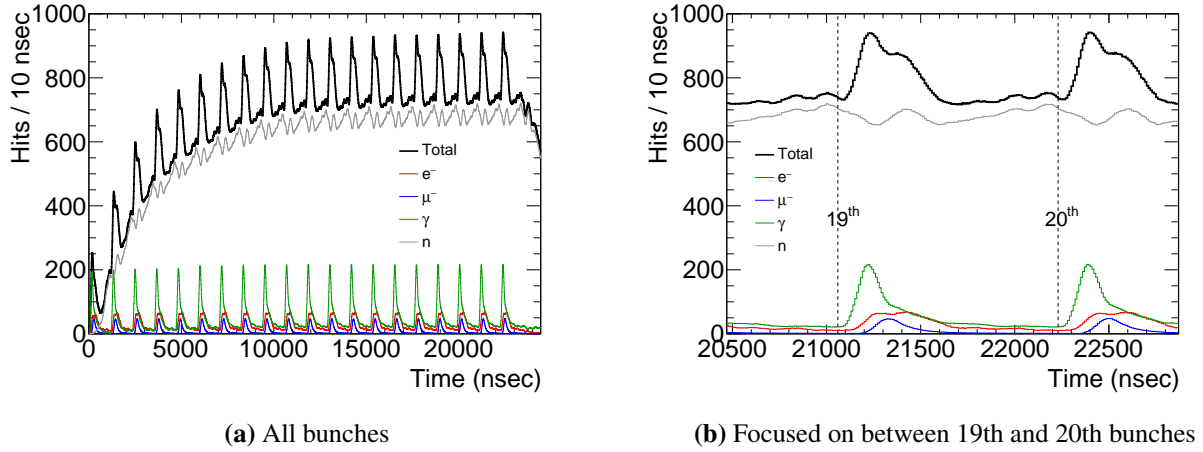 Hits / 10 nsec
1000
800
600
400
200
0
Total
e⁻
μ⁻
γ
n
0 5000 10000 15000 20000
Time (nsec)
(a) All bunches
Hits / 10 nsec
1000
800
600
400
200
0
Total
e⁻
μ⁻
γ
n
19th
20th
20500 21000 21500 22000 22500
Time (nsec)
(b) Focused on between 19th and 20th bunches